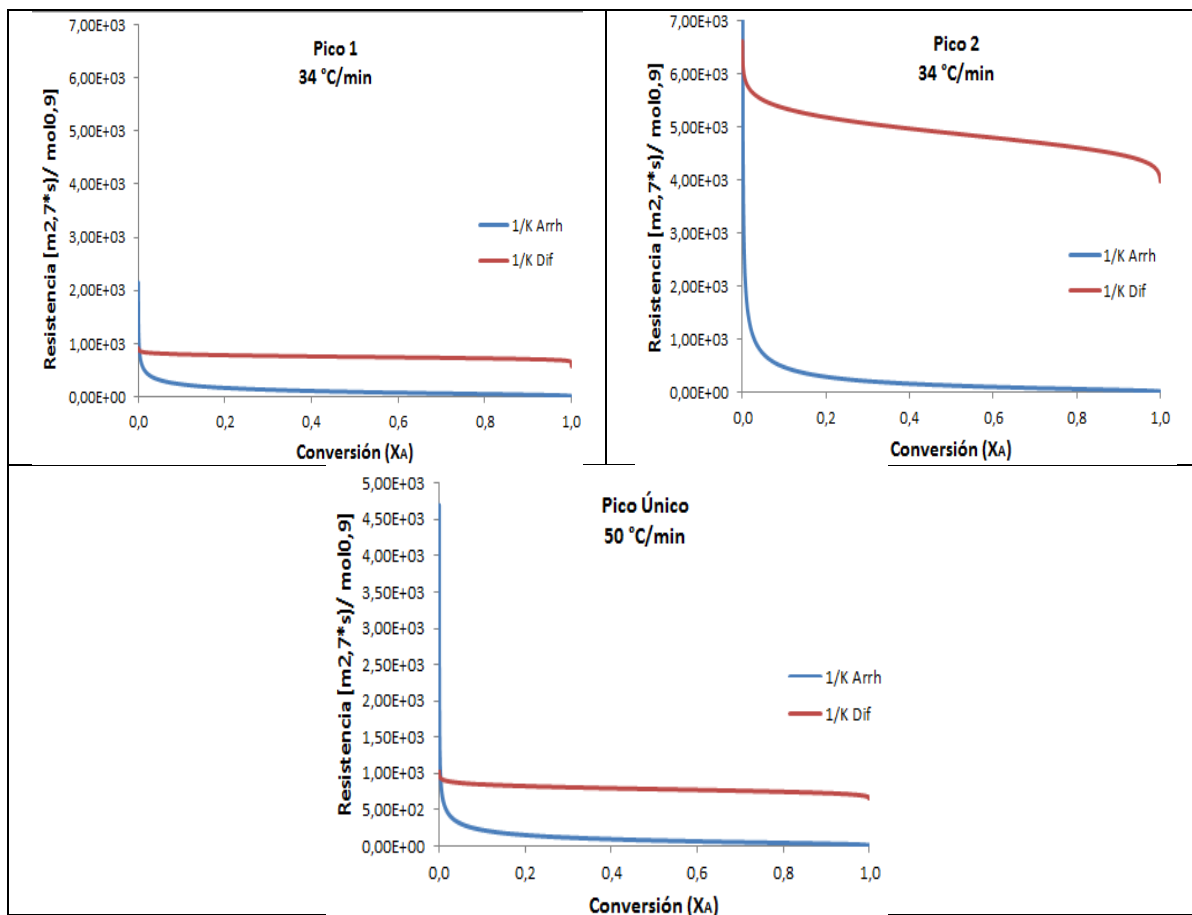 Pico 1
34 °C/min
Resistencia [m2,7*s)/ mol0,9]
7,00E+03
6,00E+03
5,00E+03
4,00E+03
3,00E+03
2,00E+03
1,00E+03
0,00E+00
1/K Arrh
1/K Dif
0,0 0,2 0,4 0,6 0,8 1,0
Conversión (XA)
Pico 2
34 °C/min
Resistencia [m2,7*s)/ mol0,9]
7,00E+03
6,00E+03
5,00E+03
4,00E+03
3,00E+03
2,00E+03
1,00E+03
0,00E+00
1/K Arrh
1/K Dif
0,0 0,2 0,4 0,6 0,8 1,0
Conversión (XA)
Pico Único
50 °C/min
Resistencia [m2,7*s)/ mol0,9]
5,00E+03
4,50E+03
4,00E+03
3,50E+03
3,00E+03
2,50E+03
2,00E+03
1,50E+03
1,00E+03
5,00E+02
0,00E+00
1/K Arrh
1/K Dif
0,0 0,2 0,4 0,6 0,8 1,0
Conversión (XA)